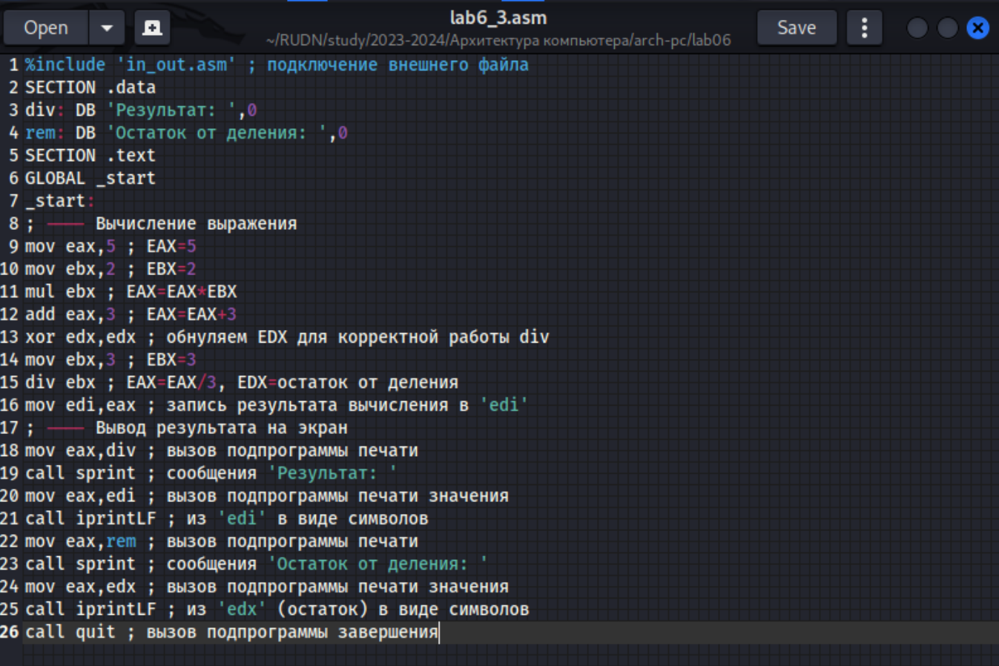 Open
lab6_3.asm
~/RUDN/study/2023-2024/Архитектура компьютера/arch-pc/lab06
Save
1 %include 'in_out.asm' ; подключение внешнего файла
2 SECTION .data
3 div: DB 'Результат: ',0
4 rem: DB 'Остаток от деления: ',0
5 SECTION .text
6 GLOBAL _start
7 _start:
8 ; ---- Вычисление выражения
9 mov eax,5 ; EAX=5
10 mov ebx,2 ; EBX=2
11 mul ebx ; EAX=EAX*EBX
12 add eax,3 ; EAX=EAX+3
13 xor edx,edx ; обнуляем EDX для корректной работы div
14 mov ebx,3 ; EBX=3
15 div ebx ; EAX=EAX/3, EDX=остаток от деления
16 mov edi,eax ; запись результата вычисления в 'edi'
17 ; ---- Вывод результата на экран
18 mov eax,div ; вызов подпрограммы печати
19 call sprint ; сообщения 'Результат: '
20 mov eax,edi ; вызов подпрограммы печати значения
21 call iprintLF ; из 'edi' в виде символов
22 mov eax,rem ; вызов подпрограммы печати
23 call sprint ; сообщения 'Остаток от деления: '
24 mov eax,edx ; вызов подпрограммы печати значения
25 call iprintLF ; из 'edx' (остаток) в виде символов
26 call quit ; вызов подпрограммы завершения